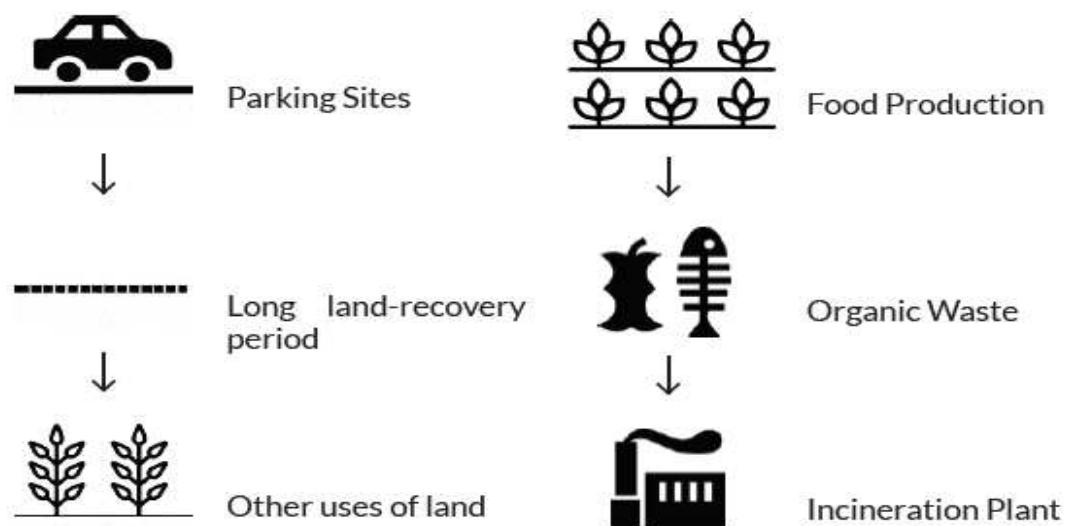 Parking Sites
Long land-recovery
period
Other uses of land
Food Production
Organic Waste
Incineration Plant